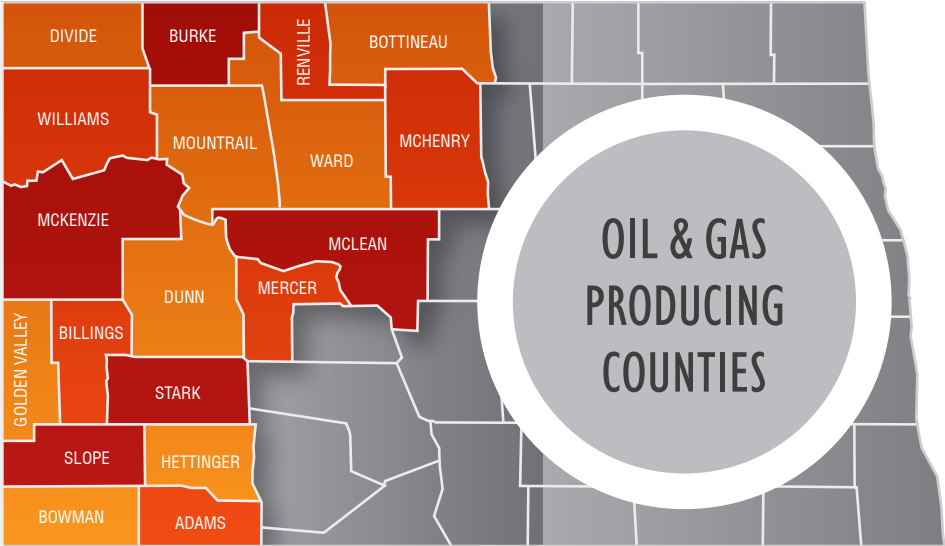 DIVIDE
BURKE
RENVILLE
BOTTINEAU
WILLIAMS
MOUNTRAIL
WARD
MCHENRY
MCKENZIE
MCLEAN
DUNN
MERCER
GOLDEN VALLEY
BILLINGS
STARK
SLOPE
HETTINGER
BOWMAN
ADAMS
OIL & GAS
PRODUCING
COUNTIES